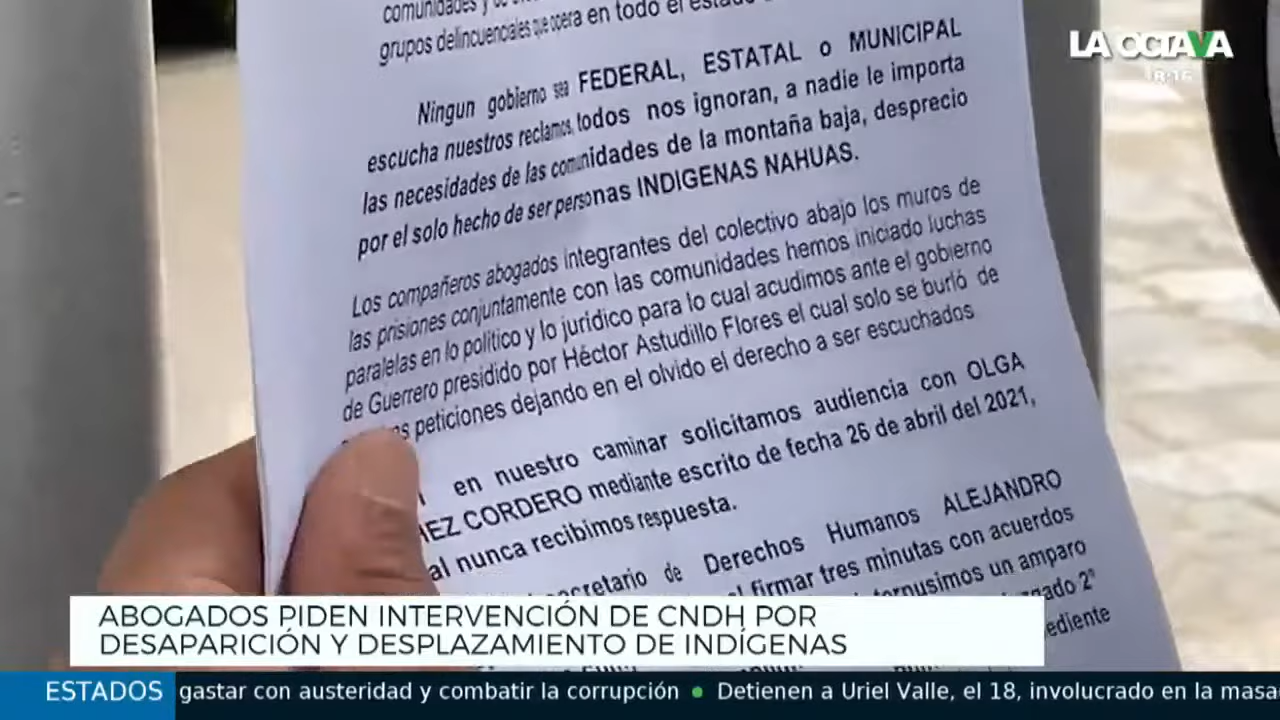 comunidades y
grupos delincuenciales que opera en todo el estado
LA OCTAVA
8:16
Ningun gobierno sea FEDERAL, ESTATAL o MUNICIPAL
escucha nuestros reclamos, todos nos ignoran, a nadie le importa
las necesidades de las comunidades de la montaña baja, desprecio
por el solo hecho de ser personas INDIGENAS NAHUAS.
Los compañeros abogados integrantes del colectivo abajo los muros de
las prisiones conjuntamente con las comunidades hemos iniciado luchas
paralelas en lo político y lo jurídico para lo cual acudimos ante el gobierno
de Guerrero presidido por Héctor Astudillo Flores el cual solo se burló de
peticiones dejando en el olvido el derecho a ser escuchados
en nuestro caminar solicitamos audiencia con OLGA
CORDERO mediante escrito de fecha 26 de abril del 2021,
al nunca recibimos respuesta.
de Derechos Humanos ALEJANDRO
firmar tres minutos con acuerdos
un amparo
2°
ABOGADOS PIDEN INTERVENCIÓN DE CNDH POR
DESAPARICIÓN Y DESPLAZAMIENTO DE INDÍGENAS
ESTADOS gastar con austeridad y combatir la corrupción • Detienen a Uriel Valle, el 18, involucrado en la masa